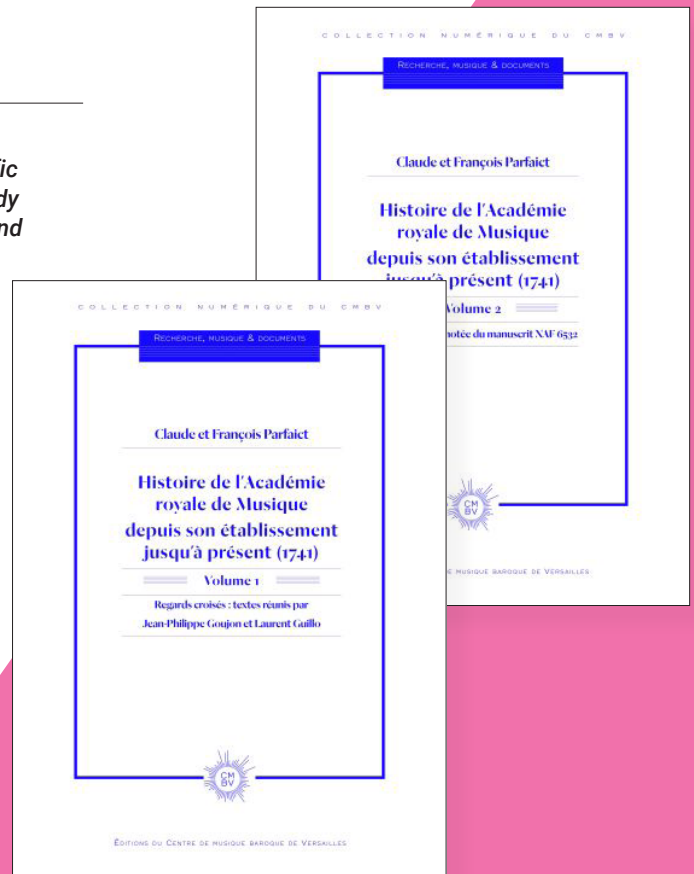 COLLECTION NUMÉRIQUE DU CMBV
RECHERCHE, MUSIQUE & DOCUMENTS
Claude et François Parfaict
Histoire de l'Académie
royale de Musique
depuis son établissement
jusqu'à présent (1741)
Volume 2
notée du manuscrit XAF 6532
CM
BV
MUSIQUE BAROQUE DE VERSAILLES
nd
COLLECTION NUMÉRIQUE DU CMBV
RECHERCHE, MUSIQUE & DOCUMENTS
Claude et François Parfaict
Histoire de l'Académie
royale de Musique
depuis son établissement
jusqu'à présent (1741)
Volume 1
Regards croisés : textes réunis par
Jean-Philippe Goujon et Laurent Guillo
CM
BV
ÉDITIONS DU CENTRE DE MUSIQUE BAROQUE DE VERSAILLES